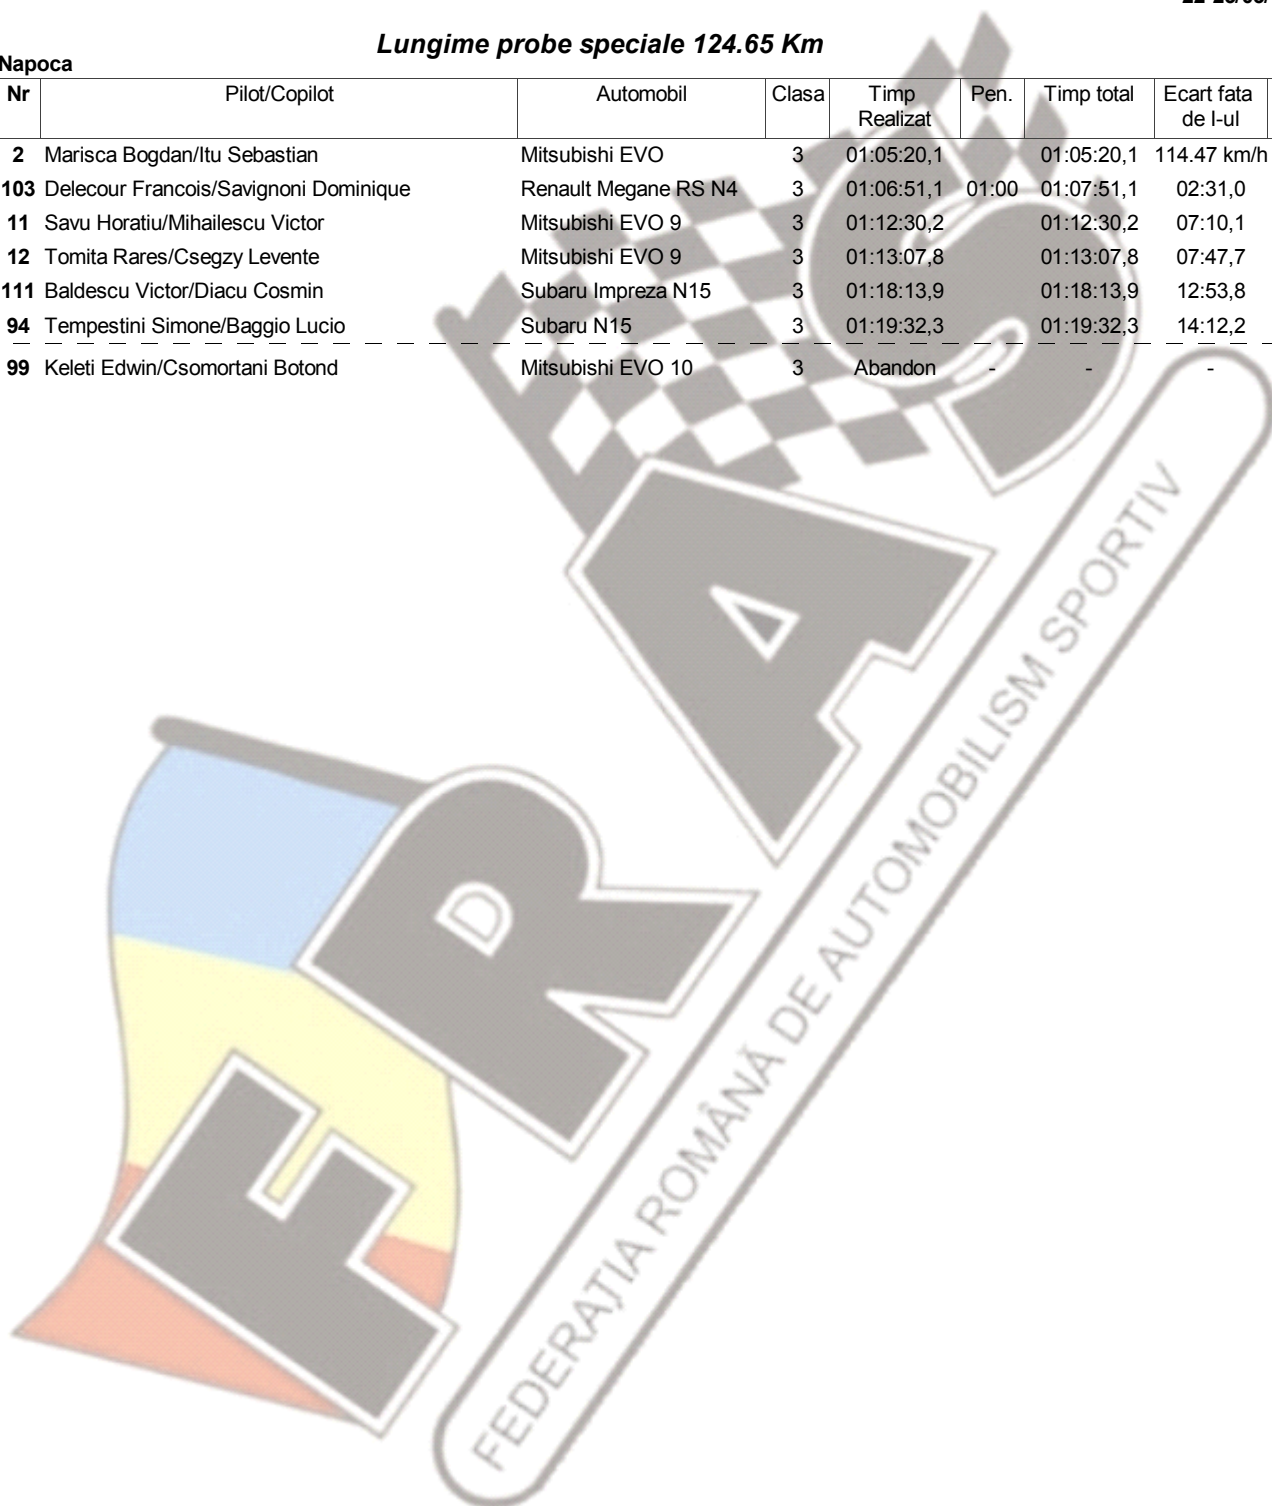 Lungime probe speciale 124.65 Km
Napoca
Nr Pilot/Copilot Automobil Clasa Timp Realizat Pen. Timp total Ecart fata de I-ul
2 Marisca Bogdan/Itu Sebastian Mitsubishi EVO 3 01:05:20,1 01:05:20,1 114.47 km/h
103 Delecour Francois/Savignoni Dominique Renault Megane RS N4 3 01:06:51,1 01:00 01:07:51,1 02:31,0
11 Savu Horatiu/Mihailescu Victor Mitsubishi EVO 9 3 01:12:30,2 01:12:30,2 07:10,1
12 Tomita Rares/Csegzy Levente Mitsubishi EVO 9 3 01:13:07,8 01:13:07,8 07:47,7
111 Baldescu Victor/Diacu Cosmin Subaru Impreza N15 3 01:18:13,9 01:18:13,9 12:53,8
94 Tempestini Simone/Baggio Lucio Subaru N15 3 01:19:32,3 01:19:32,3 14:12,2
99 Keleti Edwin/Csomortani Botond Mitsubishi EVO 10 3 Abandon - - -
FRAS
FEDERAȚIA ROMÂNĂ DE AUTOMOBILISM SPORTIV